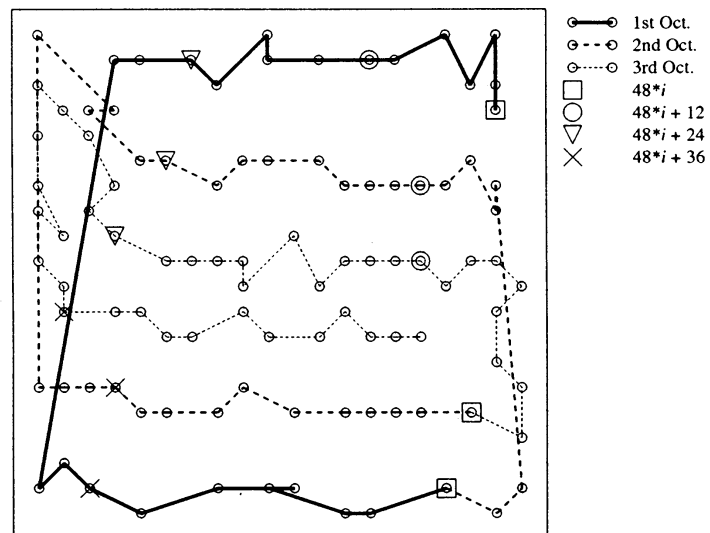 1st Oct.
2nd Oct.
3rd Oct.
48*i
48*i + 12
48*i + 24
48*i + 36